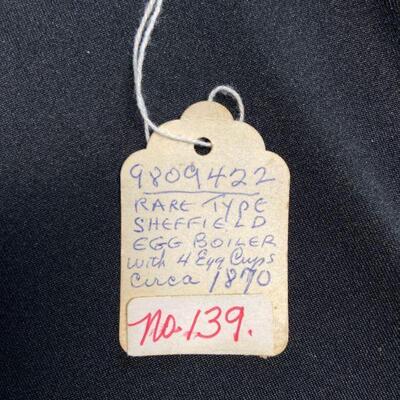 9809422
RARE TYPE
SHEFFIELD
EGG BOILER
with 4 Egg Cups
Circa 1870
No.139.